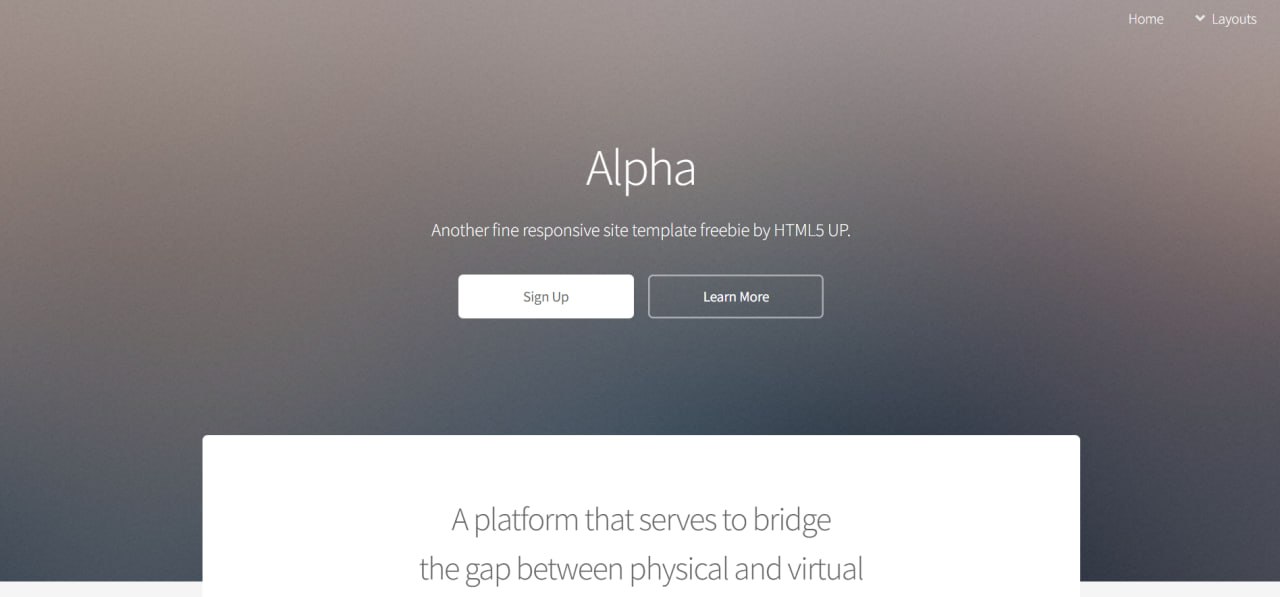 Home
Layouts
Alpha
Another fine responsive site template freebie by HTML5 UP.
Sign Up
Learn More
A platform that serves to bridge
the gap between physical and virtual